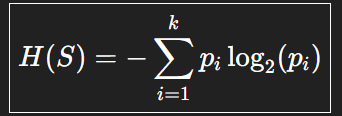 H(S) = − ∑_{i=1}^{k} p_i log_2(p_i)